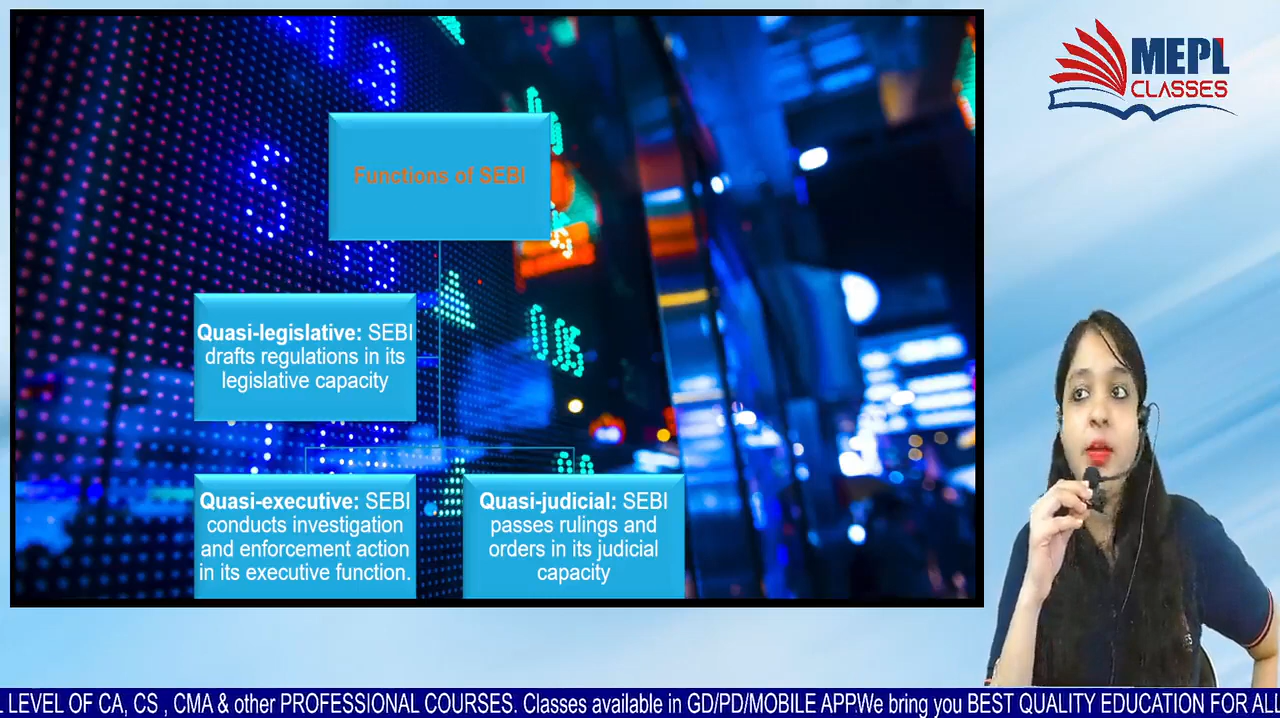 MEPL
CLASSES
Functions of SEBI
Quasi-legislative: SEBI
drafts regulations in its
legislative capacity
Quasi-executive: SEBI
conducts investigation
and enforcement action
in its executive function.
Quasi-judicial: SEBI
passes rulings and
orders in its judicial
capacity
LEVEL OF CA, CS , CMA & other PROFESSIONAL COURSES. Classes available in GD/PD/MOBILE APP.We bring you BEST QUALITY EDUCATION FOR ALL